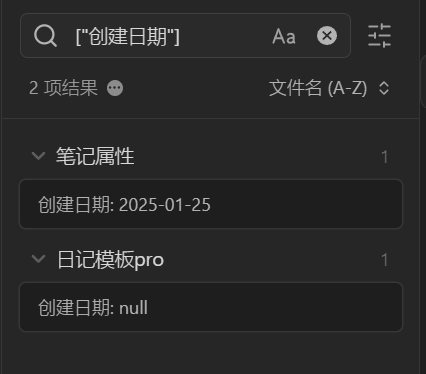 ["创建日期"] Aa
2 项结果 文件名 (A-Z)
笔记属性 1
创建日期: 2025-01-25
日记模板pro 1
创建日期: null